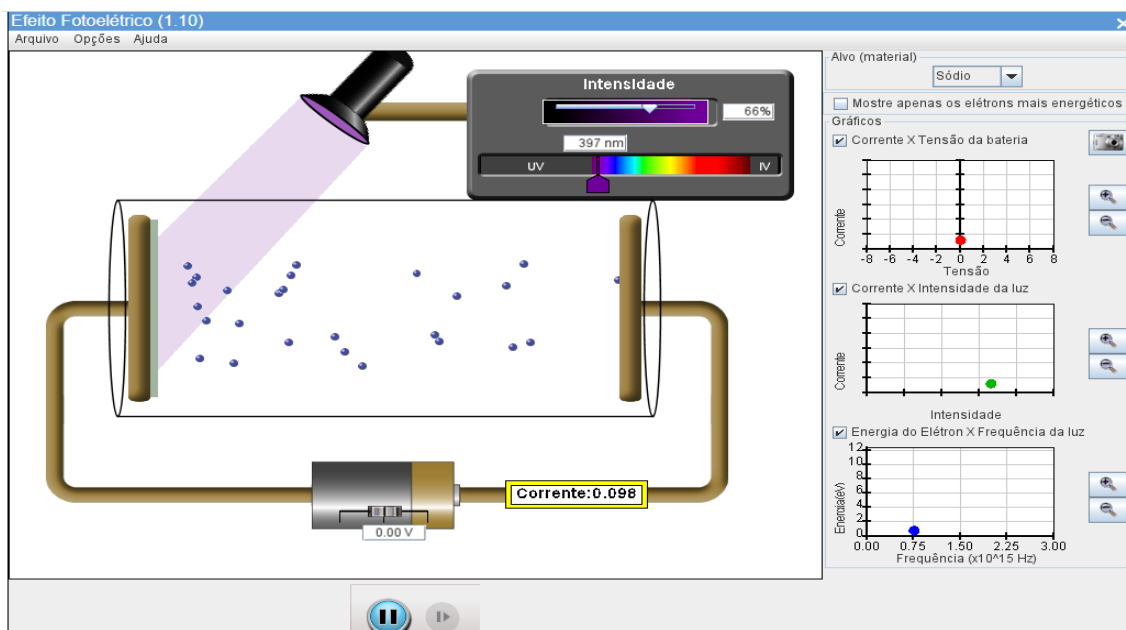 Efeito Fotoelétrico (1.10)
Arquivo Opções Ajuda
Intensidade
66%
397 nm
UV IV
Corrente:0.098
0.00 V
Alvo (material)
Sódio
Mostre apenas os elétrons mais energéticos
Gráficos
Corrente X Tensão da bateria
Corrente
-8 -6 -4 -2 0 2 4 6 8
Tensão
Corrente X Intensidade da luz
Corrente
Intensidade
Energia do Elétron X Frequência da luz
Energia(eV)
12
10
8
6
4
2
0
0.00 0.75 1.50 2.25 3.00
Frequência (x10^15 Hz)